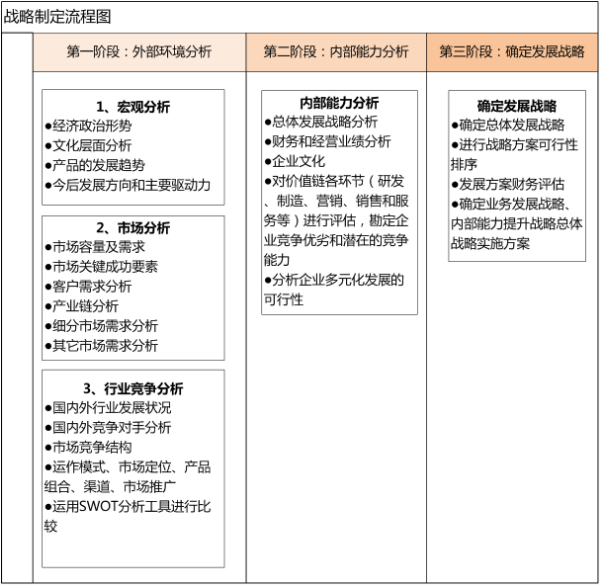 战略制定流程图
第一阶段：外部环境分析
第二阶段：内部能力分析
第三阶段：确定发展战略
1、宏观分析
●经济政治形势
●文化层面分析
●产品的发展趋势
●今后发展方向和主要驱动力
2、市场分析
●市场容量及需求
●市场关键成功要素
●客户需求分析
●产业链分析
●细分市场需求分析
●其它市场需求分析
3、行业竞争分析
●国内外行业发展状况
●国内外竞争对手分析
●市场竞争结构
●运作模式、市场定位、产品
组合、渠道、市场推广
●运用SWOT分析工具进行比
较
内部能力分析
●总体发展战略分析
●财务和经营业绩分析
●企业文化
●对价值链各环节（研发
、制造、营销、销售和服
务等）进行评估，勘定企
业竞争优劣和潜在的竞争
能力
●分析企业多元化发展的
可行性
确定发展战略
●确定总体发展战略
●进行战略方案可行性
排序
●发展方案财务评估
●确定业务发展战略、
内部能力提升战略总体
战略实施方案